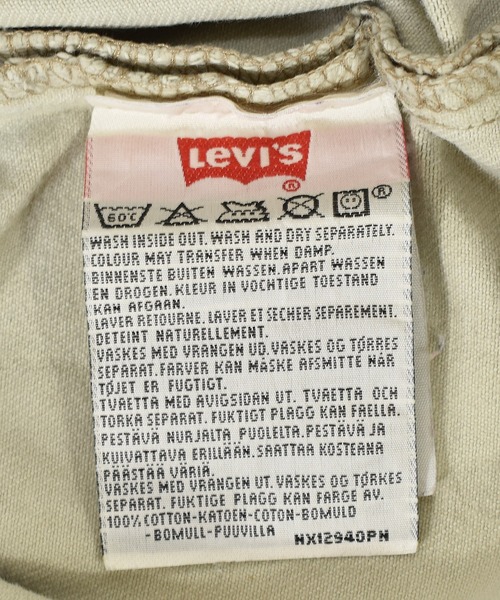 Levi's
®
60°C ®
WASH INSIDE OUT. WASH AND DRY SEPARATELY.
COLOUR MAY TRANSFER WHEN DAMP.
BINNENSTE BUITEN WASSEN. APART WASSEN
EN DROGEN. KLEUR IN VOCHTIGE TOESTAND
KAN AFGAAN.
LAVER RETOURNE. LAVER ET SECHER SEPAREMENT.
DETEINT NATURELLEMENT.
VASKES MED VRANGEN UD. VASKES OG TØRRES
SEPARAT. FARVER KAN MÅSKE AFSMITTE NÅR
TØJET ER FUGTIGT.
TVAETTA MED AVIGSIDAN UT. TVAETTA OCH
TORKA SEPARAT. FUKTIGT PLAGG KAN FAELLA.
PESTÄVÄ NURJALTA PUOLELTA. PESTÄVÄ JA
KUIVATTAVA ERILLÄÄN. SAATTAA KOSTEANA
PÄÄSTÄÄ VÄRIÄ.
VASKES MED VRANGEN UT. VASKES OG TØRKES
SEPARAT. FUKTIGE PLAGG KAN FARGE AV.
100% COTTON-KATOEN-COTON-BOMULD
-BOMULL-PUUVILLA
NX12940PN